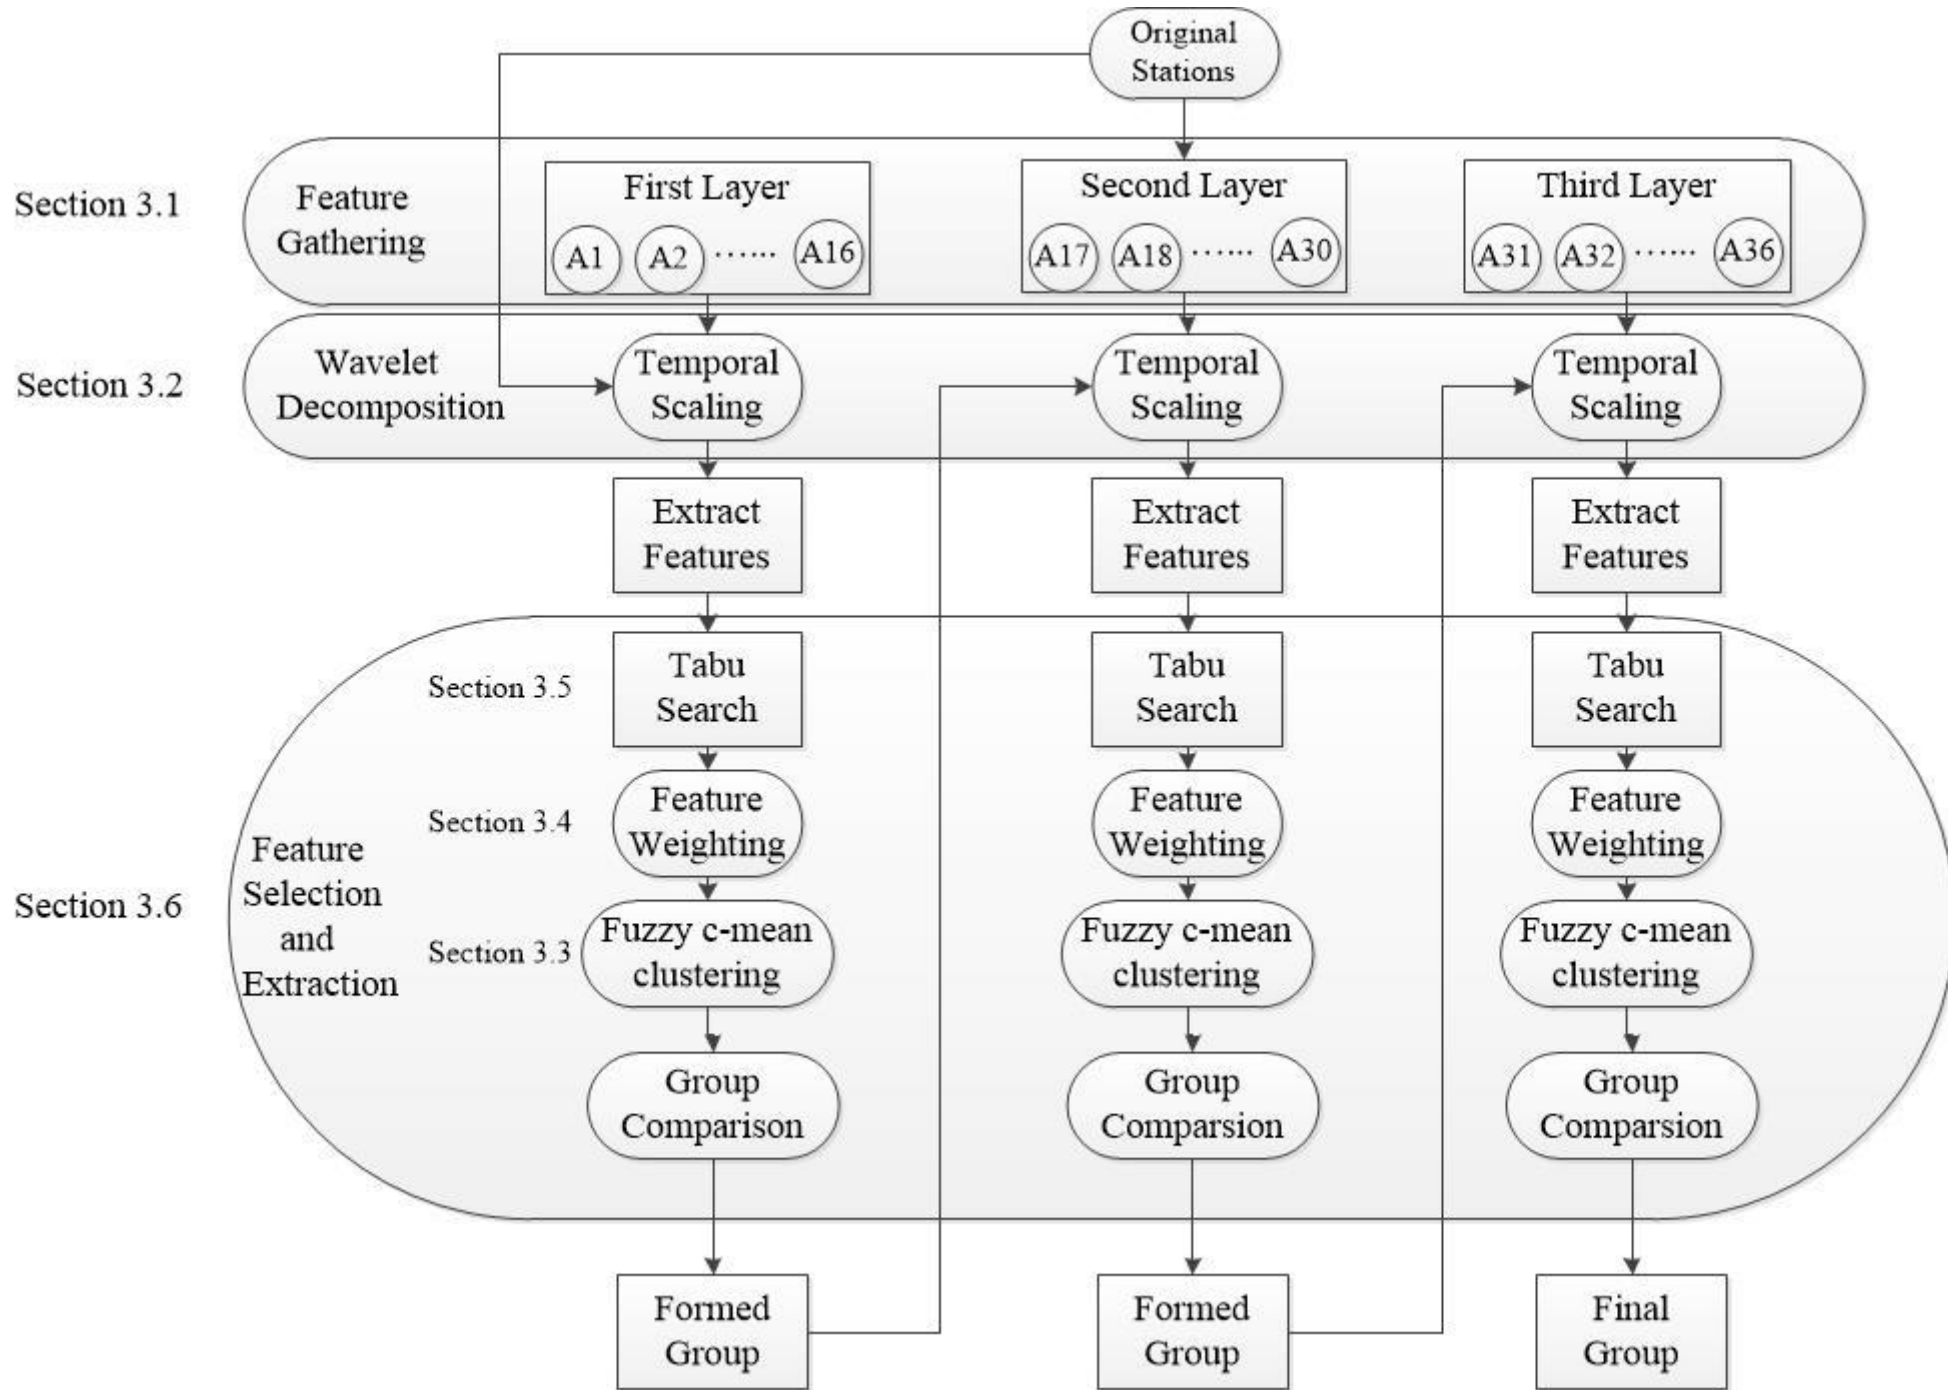 Original
Stations
Section 3.1
Feature
Gathering
First Layer
A1 A2 ...... A16
Second Layer
A17 A18 ...... A30
Third Layer
A31 A32 ...... A36
Section 3.2
Wavelet
Decomposition
Temporal
Scaling
Temporal
Scaling
Temporal
Scaling
Extract
Features
Extract
Features
Extract
Features
Section 3.6
Feature
Selection
and
Extraction
Section 3.5
Tabu
Search
Tabu
Search
Tabu
Search
Section 3.4
Feature
Weighting
Feature
Weighting
Feature
Weighting
Section 3.3
Fuzzy c-mean
clustering
Fuzzy c-mean
clustering
Fuzzy c-mean
clustering
Group
Comparison
Group
Comparsion
Group
Comparsion
Formed
Group
Formed
Group
Final
Group